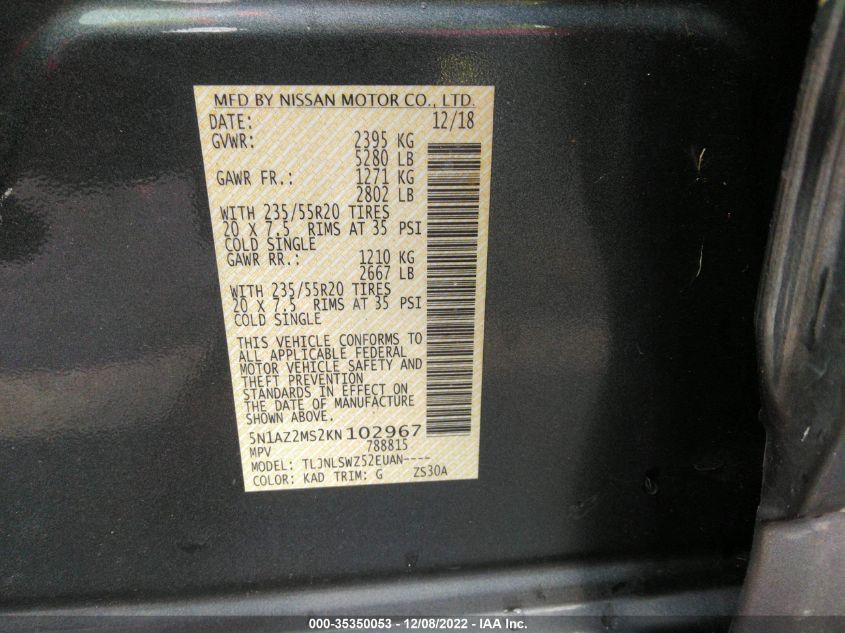 MFD BY NISSAN MOTOR CO., LTD.
DATE: 12/18
GVWR: 2395 KG
5280 LB
GAWR FR.: 1271 KG
2802 LB
WITH 235/55R20 TIRES
20 X 7.5 RIMS AT 35 PSI
COLD SINGLE
GAWR RR.: 1210 KG
2667 LB
WITH 235/55R20 TIRES
20 X 7.5 RIMS AT 35 PSI
COLD SINGLE
THIS VEHICLE CONFORMS TO
ALL APPLICABLE FEDERAL
MOTOR VEHICLE SAFETY AND
THEFT PREVENTION
STANDARDS IN EFFECT ON
THE DATE OF MANUFACTURE
SHOWN ABOVE.
5N1AZ2MS2KN102967
MPV 788815
MODEL: TLJNLSWZ52EUAN----
COLOR: KAD TRIM: G ZS30A
000-35350053 - 12/08/2022 - IAA Inc.